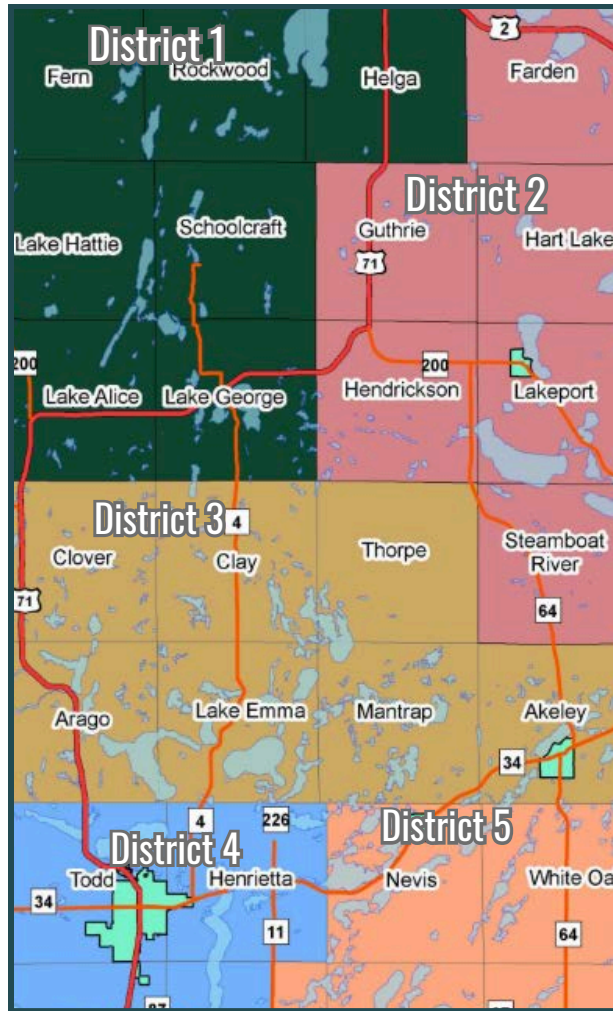 District 1
2
Fern
Rockwood
Helga
Farden
District 2
Lake Hattie
Schoolcraft
Guthrie
Hart Lake
71
200
Lake Alice
Lake George
Hendrickson
200
Lakeport
District 3
4
Clover
Clay
Thorpe
Steamboat
River
71
64
Arago
Lake Emma
Mantrap
Akeley
34
District 4
4
226
District 5
Todd
Henrietta
Nevis
White Oa
34
11
64